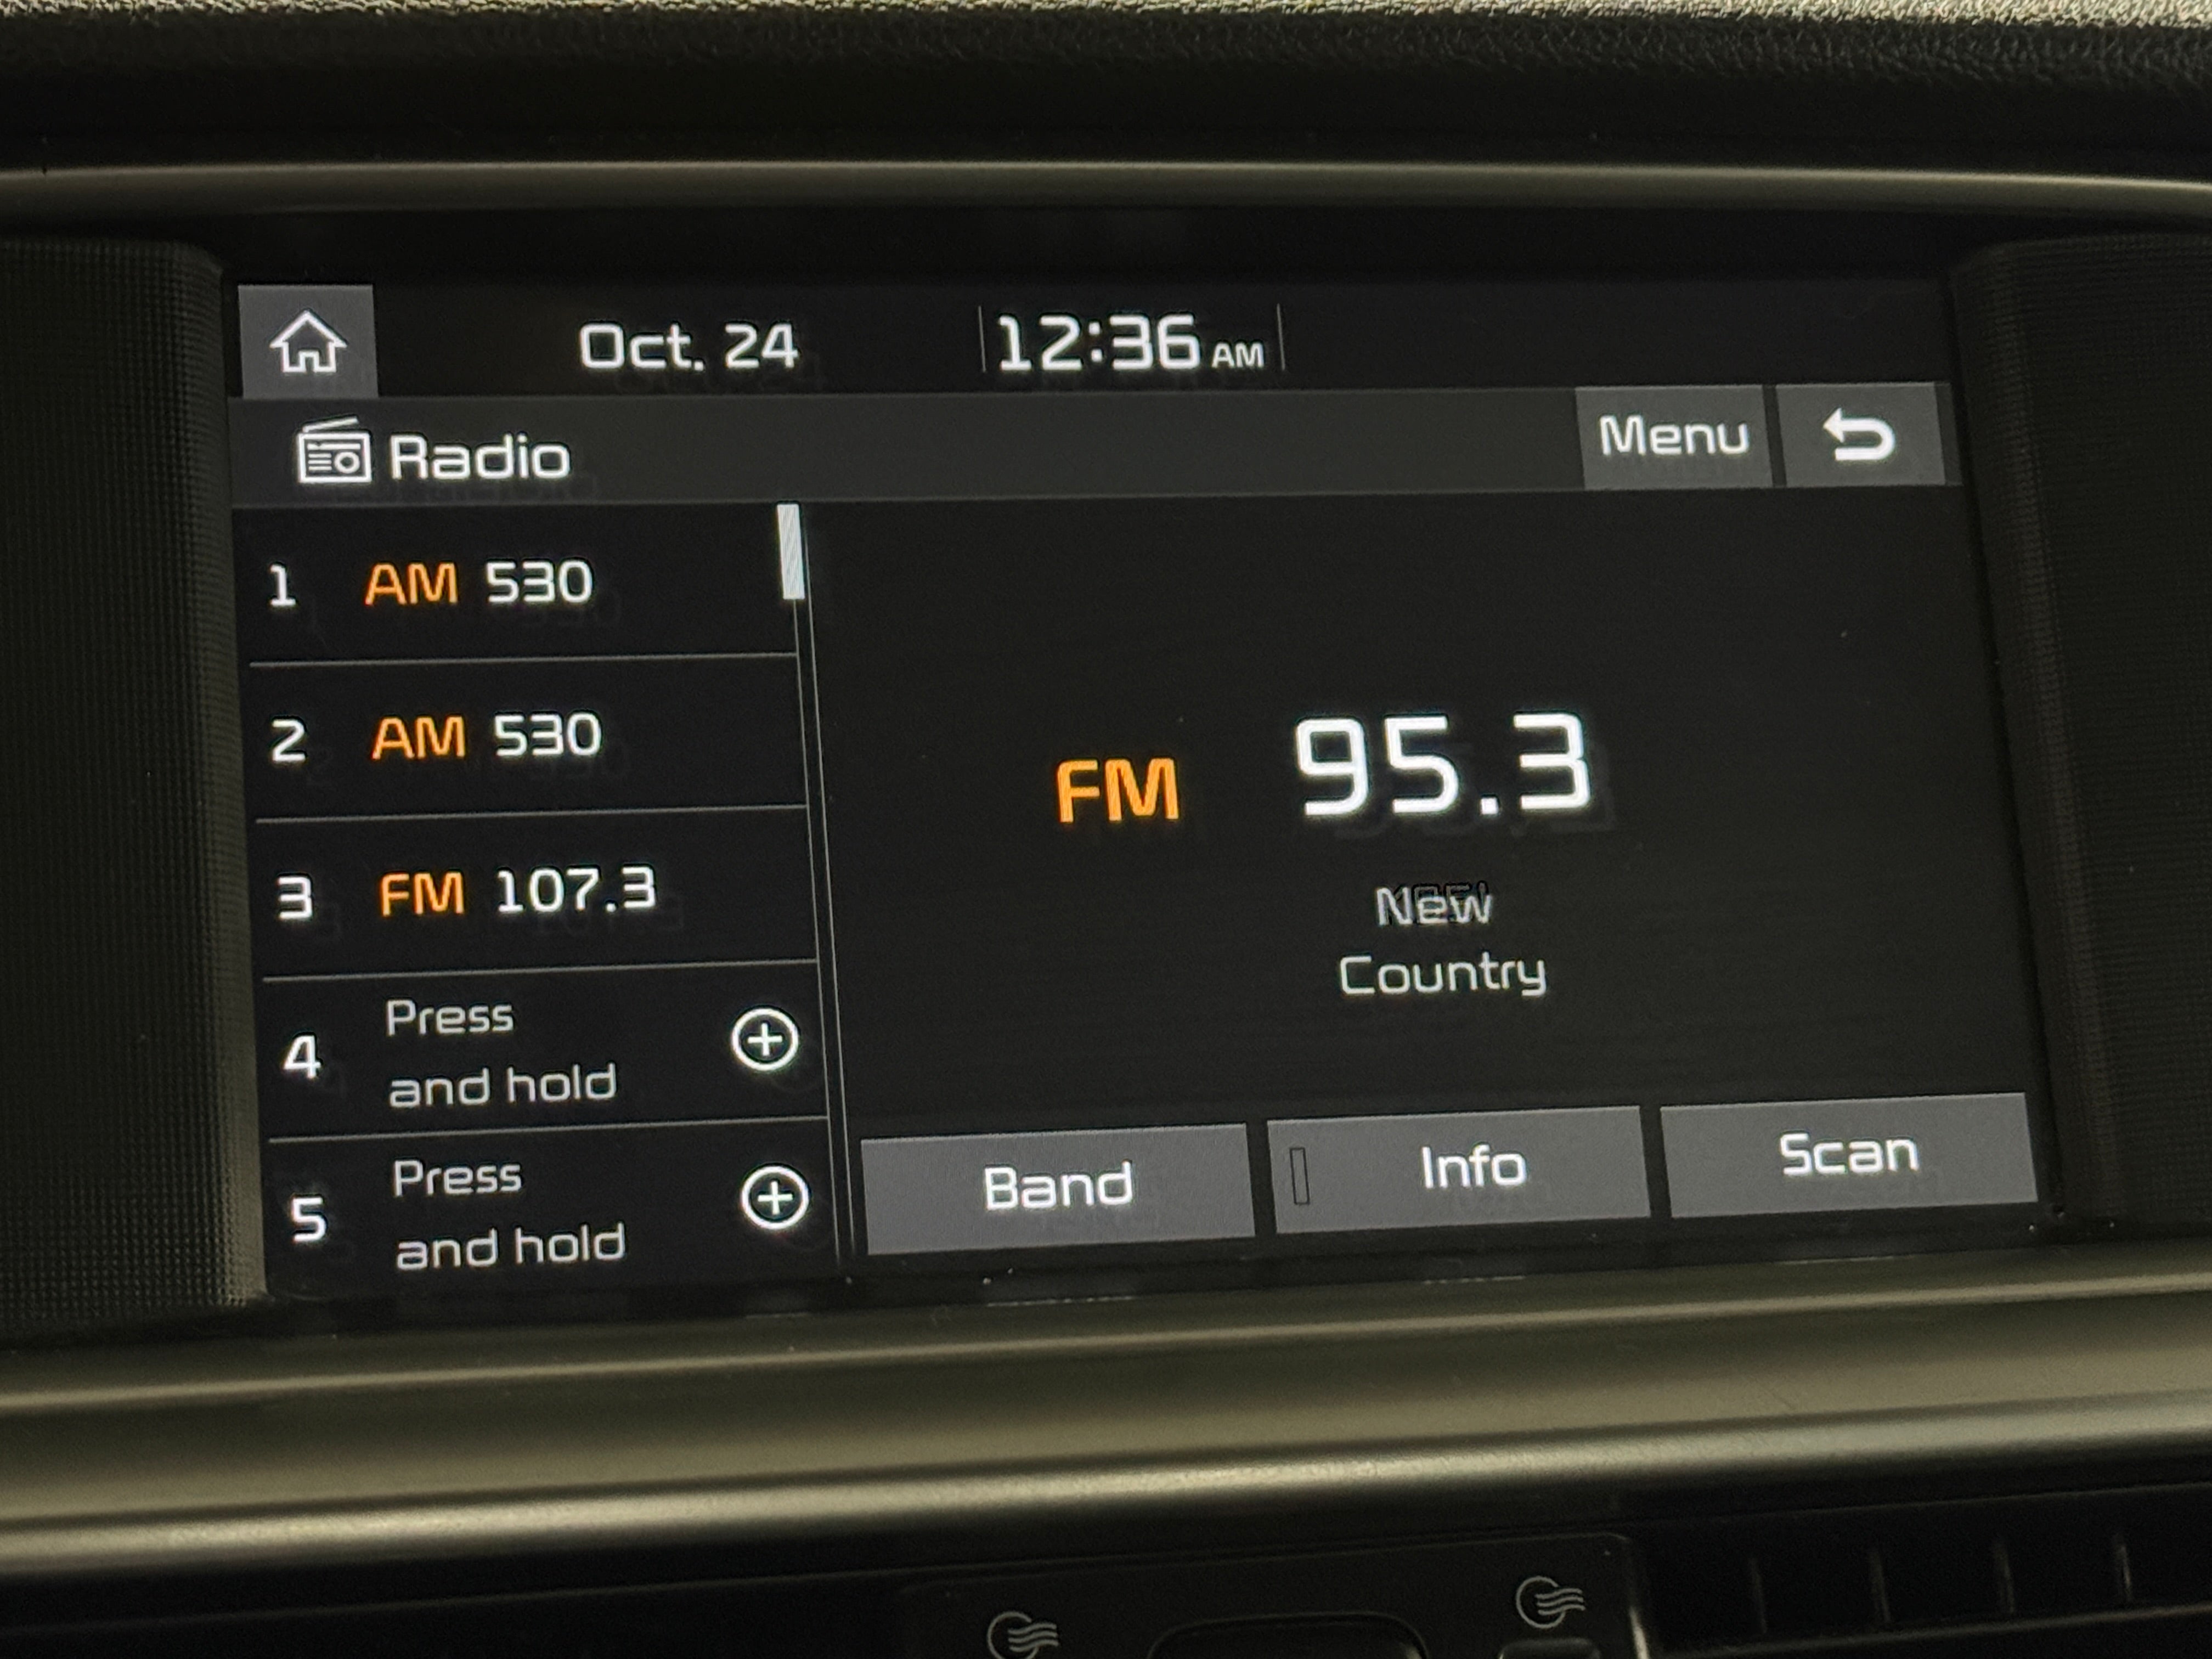 Oct. 24 12:36 AM
Radio Menu
1 AM 530
2 AM 530
3 FM 107.3
4 Press
and hold
5 Press
and hold
FM 95.3
New
Country
Band Info Scan